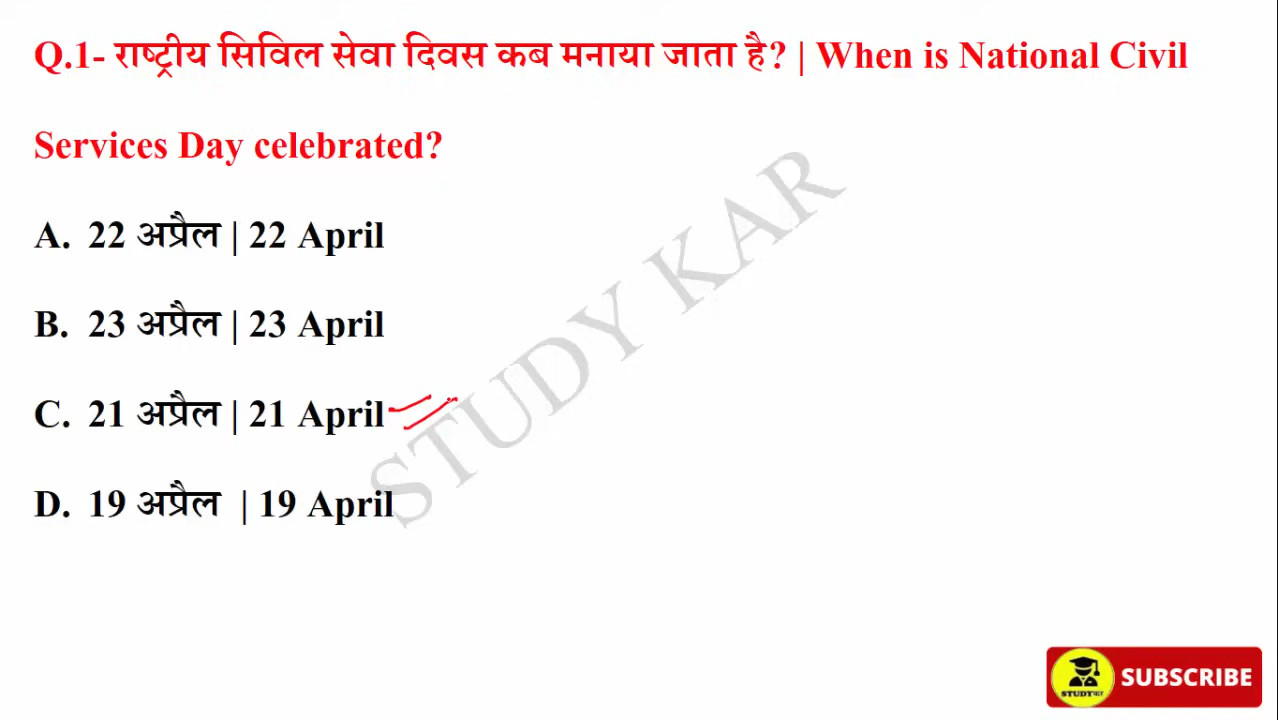 Q.1- राष्ट्रीय सिविल सेवा दिवस कब मनाया जाता है? | When is National Civil
Services Day celebrated?
A. 22 अप्रैल | 22 April
B. 23 अप्रैल | 23 April
C. 21 अप्रैल | 21 April
D. 19 अप्रैल | 19 April
STUDY KAR
STUDYकर
SUBSCRIBE